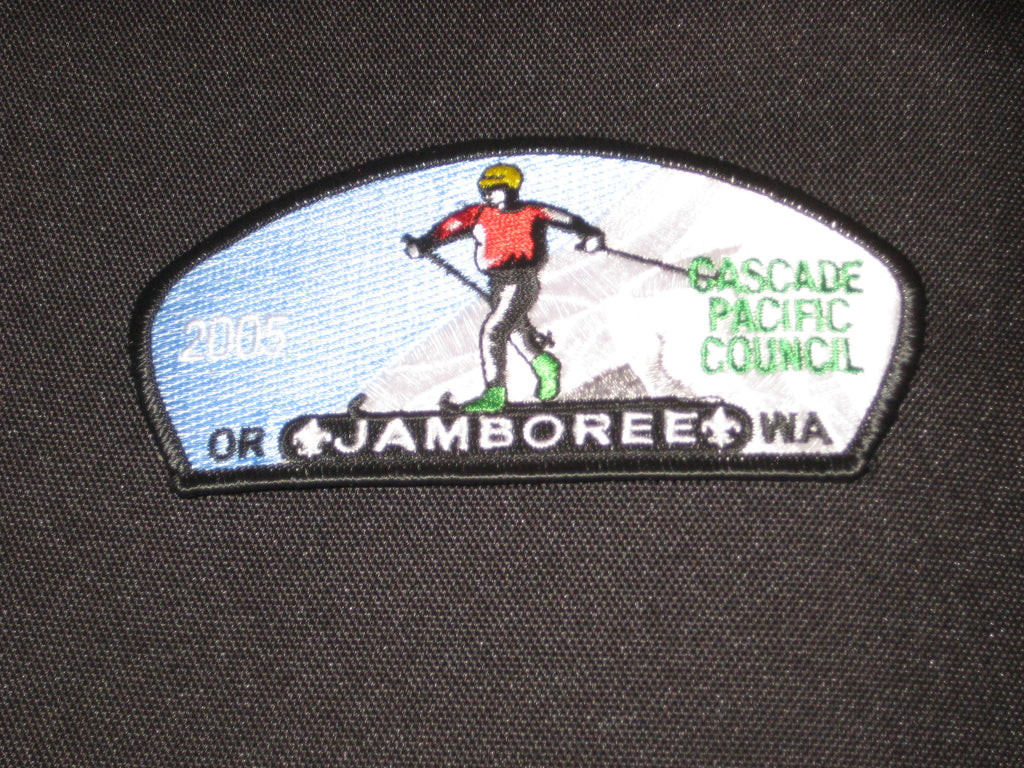 2005
CASCADE
PACIFIC
COUNCIL
OR JAMBOREE WA